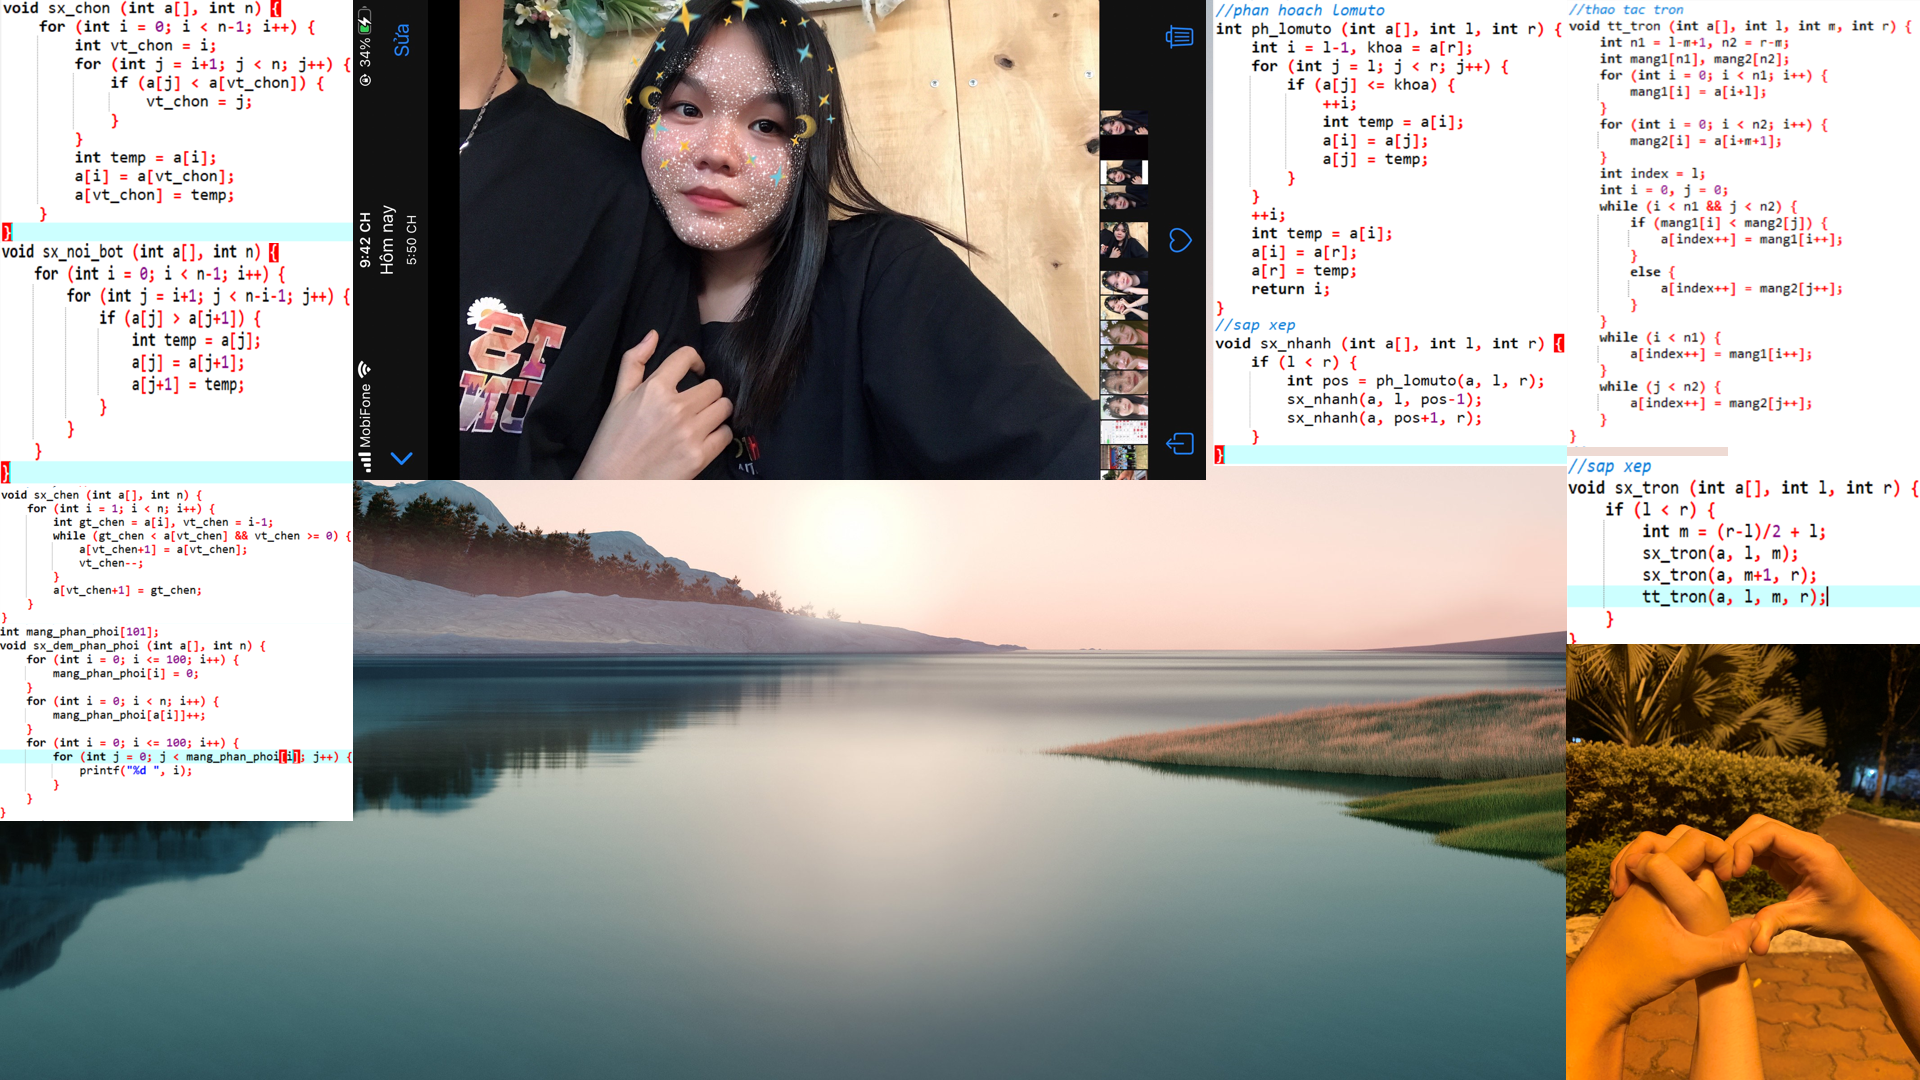 void sx_chon (int a[], int n) {
for (int i = 0; i < n-1; i++) {
int vt_chon = i;
for (int j = i+1; j < n; j++) {
if (a[j] < a[vt_chon]) {
vt_chon = j;
}
}
int temp = a[i];
a[i] = a[vt_chon];
a[vt_chon] = temp;
}
}
void sx_noi_bot (int a[], int n) {
for (int i = 0; i < n-1; i++) {
for (int j = i+1; j < n-i-1; j++) {
if (a[j] > a[j+1]) {
int temp = a[j];
a[j] = a[j+1];
a[j+1] = temp;
}
}
}
}
void sx_chen (int a[], int n) {
for (int i = 1; i < n; i++) {
int gt_chen = a[i], vt_chen = i-1;
while (gt_chen < a[vt_chen] && vt_chen >= 0) {
a[vt_chen+1] = a[vt_chen];
vt_chen--;
}
a[vt_chen+1] = gt_chen;
}
}
int mang_phan_phoi[101];
void sx_dem_phan_phoi (int a[], int n) {
for (int i = 0; i <= 100; i++) {
mang_phan_phoi[i] = 0;
}
for (int i = 0; i < n; i++) {
mang_phan_phoi[a[i]]++;
}
for (int i = 0; i <= 100; i++) {
for (int j = 0; j < mang_phan_phoi[i]; j++) {
printf("%d ", i);
}
}
}
MobiFone
9:42 CH
34%
Hôm nay
5:50 CH
Sửa
//phan hoach lomuto
int ph_lomuto (int a[], int l, int r) {
int i = l-1, khoa = a[r];
for (int j = l; j < r; j++) {
if (a[j] <= khoa) {
++i;
int temp = a[i];
a[i] = a[j];
a[j] = temp;
}
}
++i;
int temp = a[i];
a[i] = a[r];
a[r] = temp;
return i;
}
//sap xep
void sx_nhanh (int a[], int l, int r) {
if (l < r) {
int pos = ph_lomuto(a, l, r);
sx_nhanh(a, l, pos-1);
sx_nhanh(a, pos+1, r);
}
}
//thao tac tron
void tt_tron (int a[], int l, int m, int r) {
int n1 = l-m+1, n2 = r-m;
int mang1[n1], mang2[n2];
for (int i = 0; i < n1; i++) {
mang1[i] = a[i+l];
}
for (int i = 0; i < n2; i++) {
mang2[i] = a[i+m+1];
}
int index = l;
int i = 0, j = 0;
while (i < n1 && j < n2) {
if (mang1[i] < mang2[j]) {
a[index++] = mang1[i++];
}
else {
a[index++] = mang2[j++];
}
}
while (i < n1) {
a[index++] = mang1[i++];
}
while (j < n2) {
a[index++] = mang2[j++];
}
}
//sap xep
void sx_tron (int a[], int l, int r) {
if (l < r) {
int m = (r-l)/2 + l;
sx_tron(a, l, m);
sx_tron(a, m+1, r);
tt_tron(a, l, m, r);
}
}